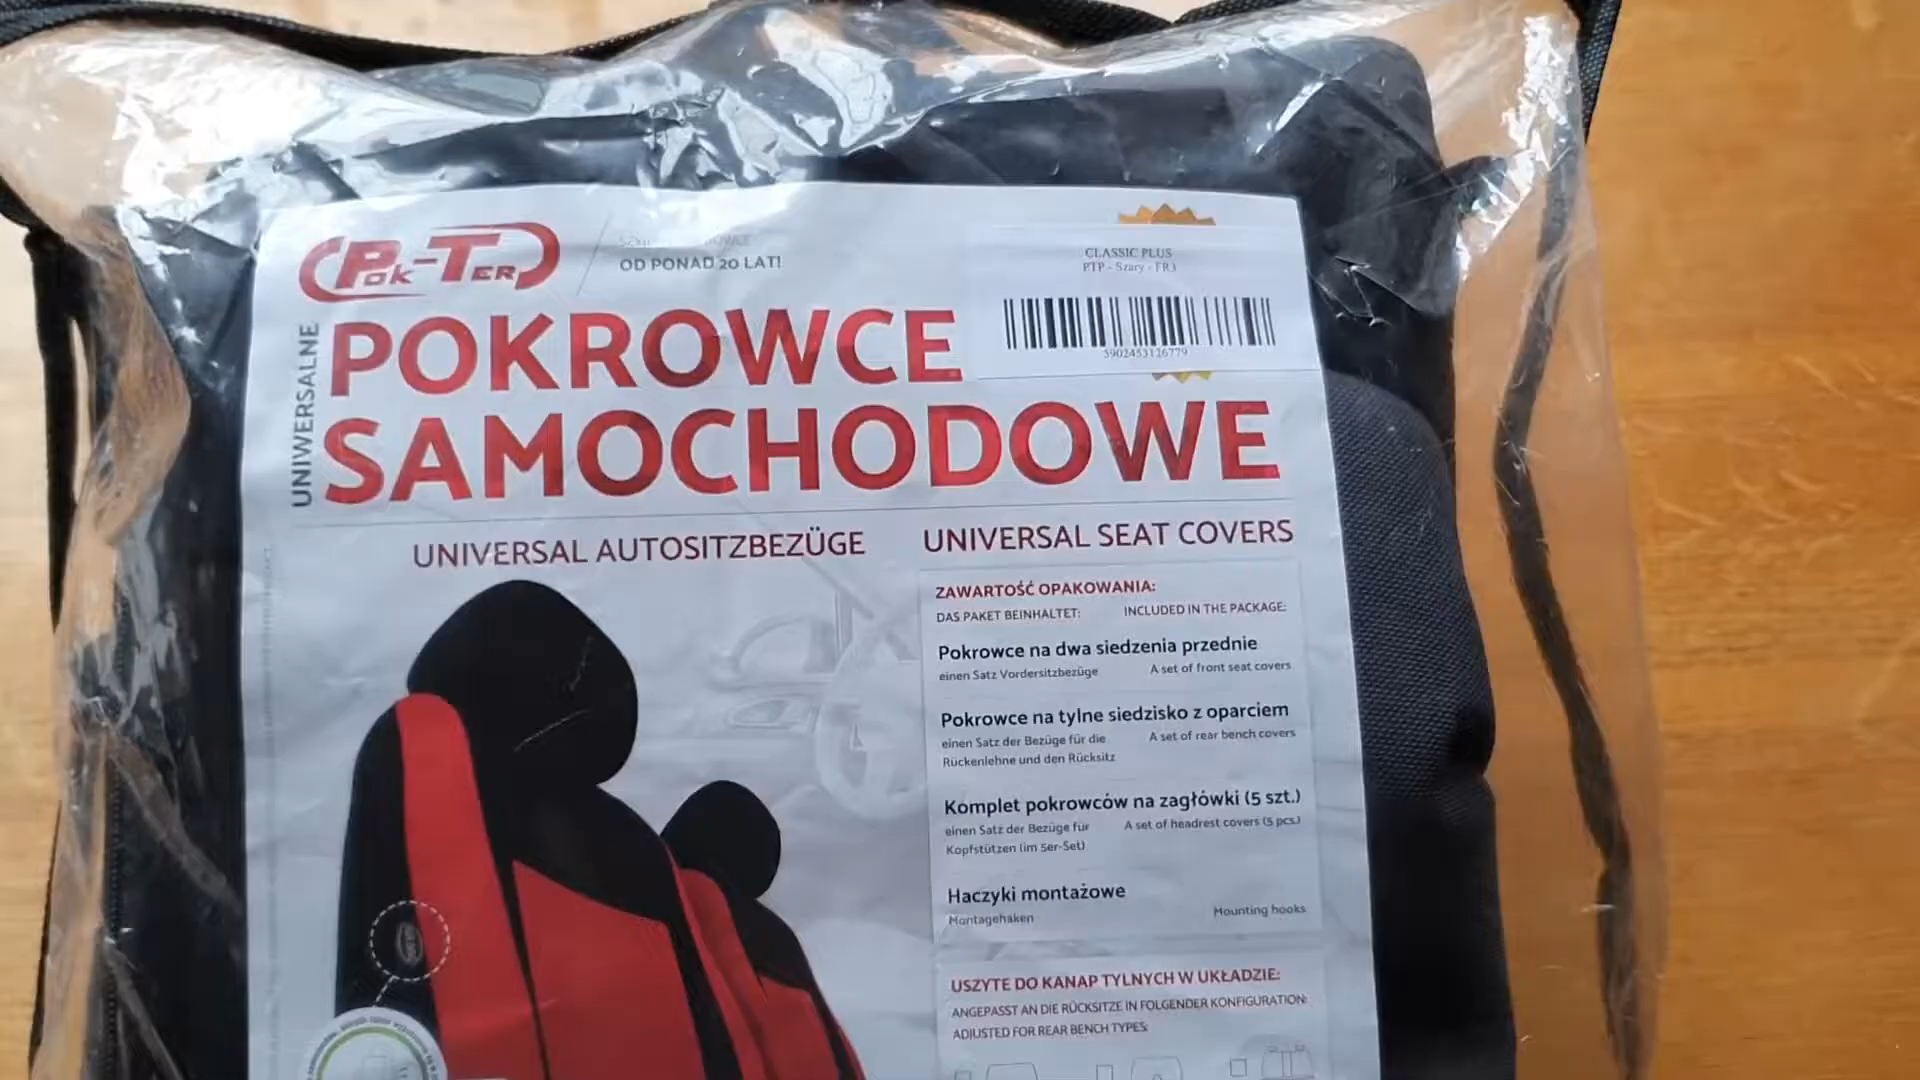 POK-TER
OD PONAD 20 LAT!
CLASSIC PLUS
PTP - Szary - FR3
5902453126779
UNIWERSALNE
POKROWCE
SAMOCHODOWE
UNIVERSAL AUTOSITZBEZÜGE
UNIVERSAL SEAT COVERS
ZAWARTOŚĆ OPAKOWANIA:
DAS PAKET BEINHALTET:
INCLUDED IN THE PACKAGE:
Pokrowce na dwa siedzenia przednie
einen Satz Vordersitzbezüge
A set of front seat covers
Pokrowce na tylne siedzisko z oparciem
einen Satz der Bezüge für die
Rückenlehne und den Rücksitz
A set of rear bench covers
Komplet pokrowców na zagłówki (5 szt.)
einen Satz der Bezüge für
Kopfstützen (im 5er-Set)
A set of headrest covers (5 pcs.)
Haczyki montażowe
Montagehaken
Mounting hooks
USZYTE DO KANAP TYLNYCH W UKŁADZIE:
ANGEPASST AN DIE RÜCKSITZE IN FOLGENDER KONFIGURATION:
ADJUSTED FOR REAR BENCH TYPES: